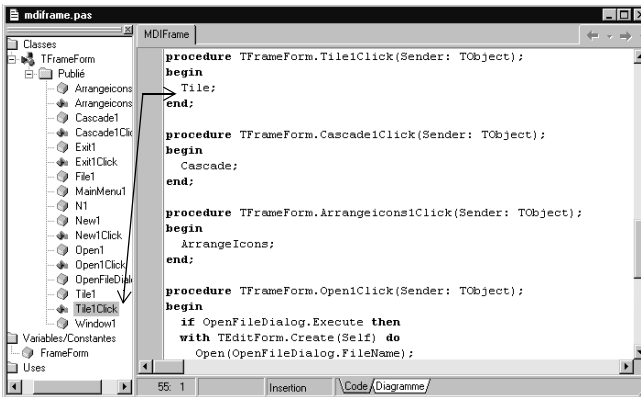 mdiframe.pas
Classes
TFrameForm
Publié
Arrangeicons
Arrangeicons
Cascade1
Cascade1Clic
Exit1
Exit1Click
File1
MainMenu1
N1
New1
New1Click
Open1
Open1Click
OpenFileDial
Tile1
Tile1Click
Window1
Variables/Constantes
FrameForm
Uses
MDIFrame
procedure TFrameForm.Tile1Click(Sender: TObject);
begin
Tile;
end;
procedure TFrameForm.Cascade1Click(Sender: TObject);
begin
Cascade;
end;
procedure TFrameForm.Arrangeicons1Click(Sender: TObject);
begin
ArrangeIcons;
end;
procedure TFrameForm.Open1Click(Sender: TObject);
begin
if OpenFileDialog.Execute then
with TEditForm.Create(Self) do
Open(OpenFileDialog.FileName);
55: 1 Insertion Code Diagramme